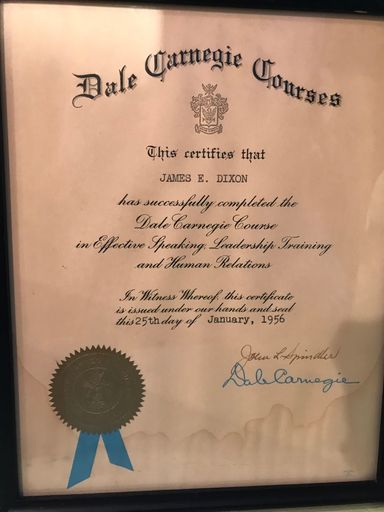 Dale Carnegie Courses
This certifies that
JAMES E. DIXON
has successfully completed the
Dale Carnegie Course
in Effective Speaking, Leadership Training
and Human Relations
In Witness Whereof, this certificate
is issued under our hands and seal
this 25th day of January, 1956
John L. Spindler
Dale Carnegie